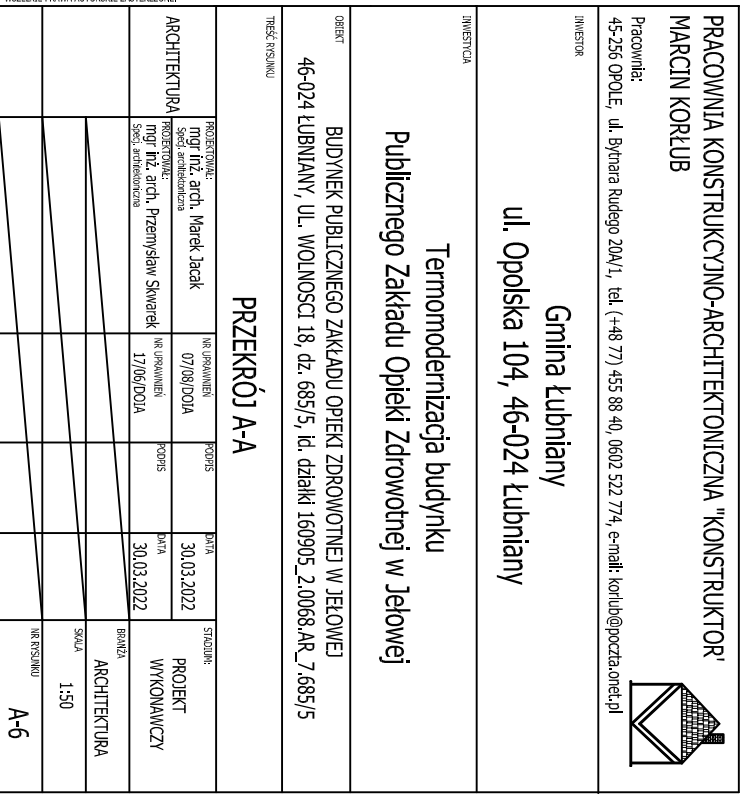 PRACOWNIA KONSTRUKCYJNO-ARCHITEKTONICZNA "KONSTRUKTOR'
MARCIN KORŁUB
Pracownia:
45-256 OPOLE, ul. Bytnara Rudego 20A/1, tel. (+48 77) 455 88 40, 0602 522 774, e-mail: korlub@poczta.onet.pl
INWESTOR
Gmina Łubniany
ul. Opolska 104, 46-024 Łubniany
INWESTYCJA
Termomodernizacja budynku
Publicznego Zakładu Opieki Zdrowotnej w Jełowej
OBIEKT
BUDYNEK PUBLICZNEGO ZAKŁADU OPIEKI ZDROWOTNEJ W JEŁOWEJ
46-024 ŁUBNIANY, UL. WOLNOSCI 18, dz. 685/5, id. działki 160905_2.0068.AR_7.685/5
TREŚĆ RYSUNKU
PRZEKRÓJ A-A
ARCHITEKTURA
PROJEKTOWAŁ:
mgr inż. arch. Marek Jacak
Specj. architektoniczna
NR UPRAWNIEŃ
07/08/DOIA
PODPIS
DATA
30.03.2022
PROJEKTOWAŁ:
mgr inż. arch. Przemysław Skwarek
Specj. architektoniczna
NR UPRAWNIEŃ
17/06/DOIA
PODPIS
DATA
30.03.2022
STADIUM:
PROJEKT
WYKONAWCZY
BRANŻA
ARCHITEKTURA
SKALA
1:50
NR RYSUNKU
A-6